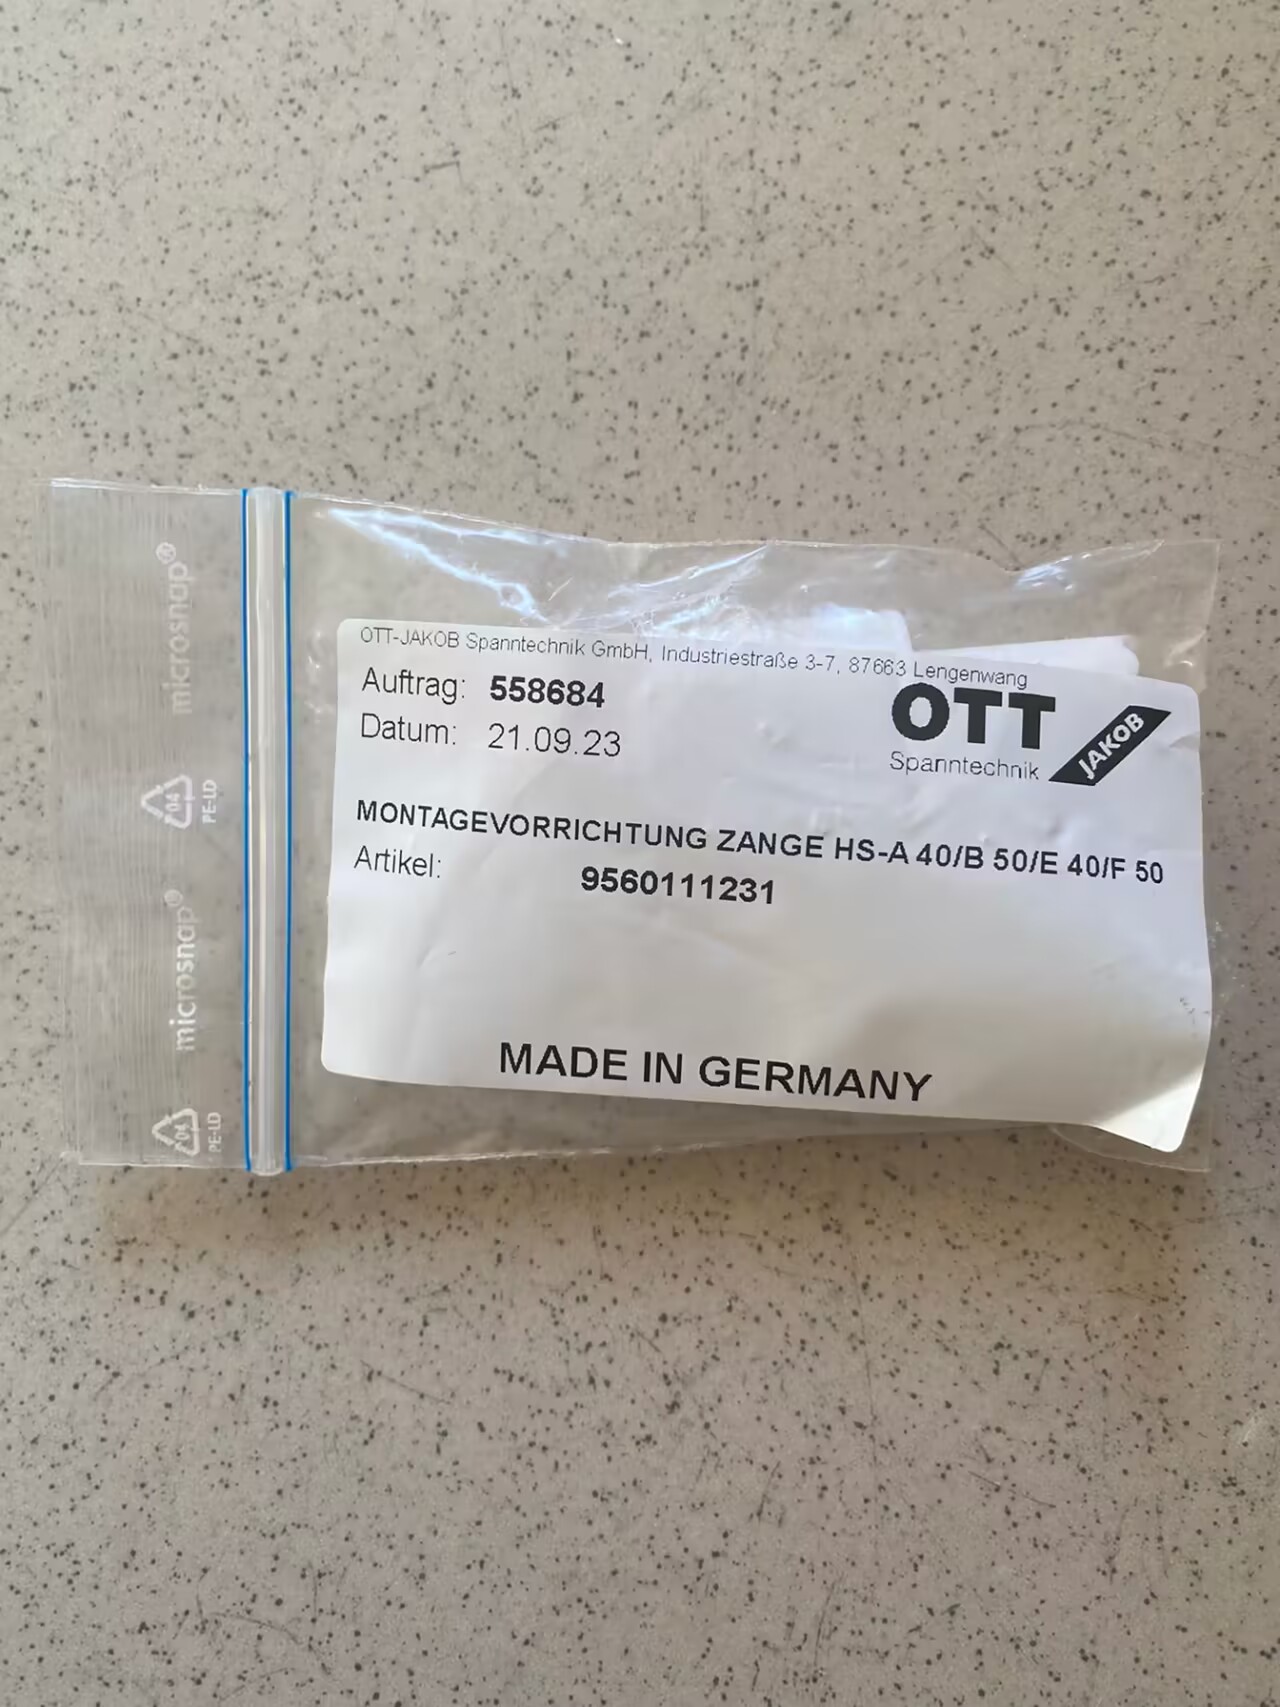 OTT-JAKOB Spanntechnik GmbH, Industriestraße 3-7, 87663 Lengenwang
Auftrag: 558684
Datum: 21.09.23
OTT
Spanntechnik
JAKOB
MONTAGEVORRICHTUNG ZANGE HS-A 40/B 50/E 40/F 50
Artikel: 9560111231
MADE IN GERMANY
microsnap®
04
PE-LD
microsnap®
04
PE-LD